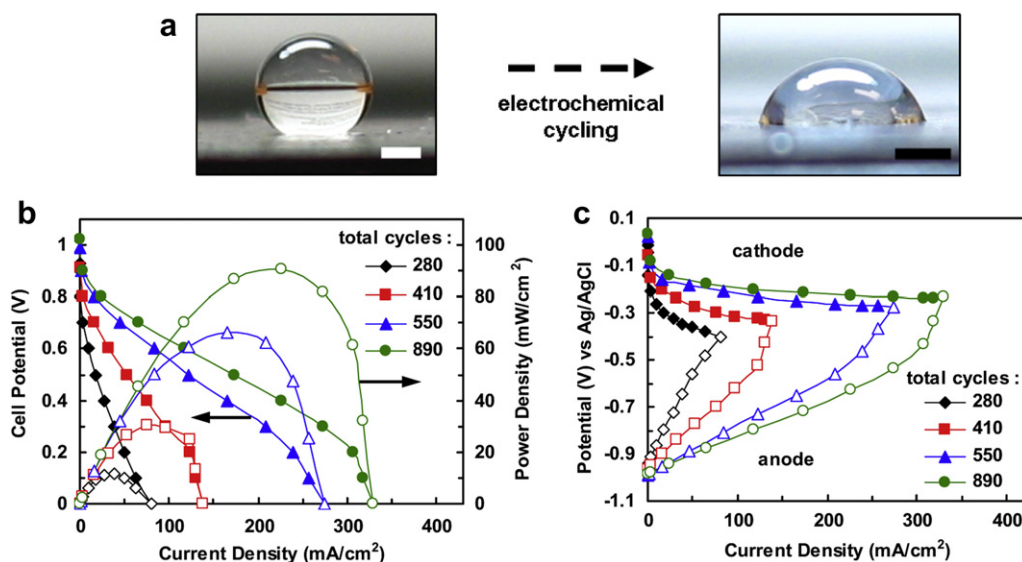 a
electrochemical
cycling
b
Cell Potential (V)
1
0.8
0.6
0.4
0.2
0
0
100
200
300
400
Current Density (mA/cm²)
100
80
60
40
20
0
Power Density (mW/cm²)
total cycles :
280
410
550
890
c
Potential (V) vs Ag/AgCl
0.1
-0.1
-0.3
-0.5
-0.7
-0.9
-1.1
0
100
200
300
400
Current Density (mA/cm²)
cathode
anode
total cycles :
280
410
550
890